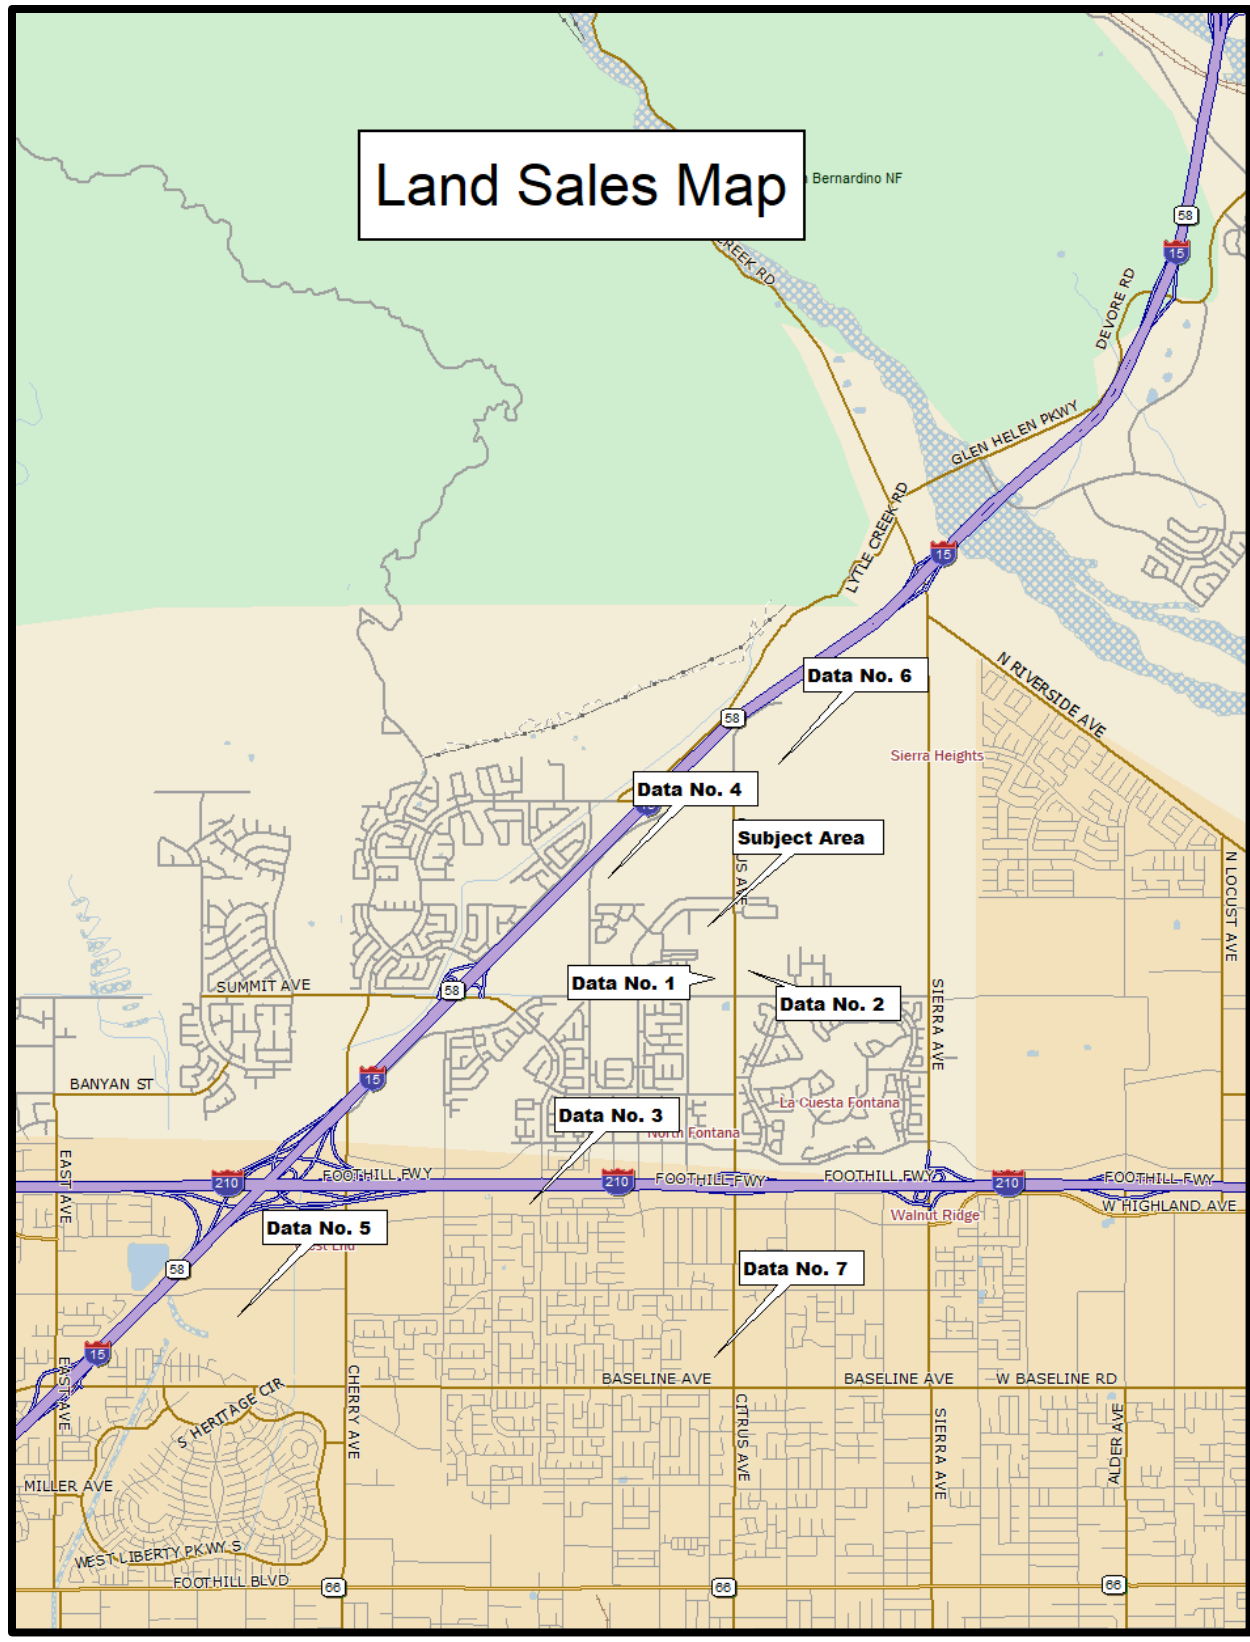 Land Sales Map
Bernardino NF
CREEK RD
58
15
DEVORE RD
GLEN HELEN PKWY
LYTLE CREEK RD
15
N RIVERSIDE AVE
Data No. 6
58
Sierra Heights
Data No. 4
Subject Area
US AVE
N LOCUST AVE
Data No. 1
SUMMIT AVE
58
Data No. 2
SIERRA AVE
15
BANYAN ST
La Cuesta Fontana
Data No. 3
North Fontana
EAST AVE
210
FOOTHILL FWY
210
FOOTHILL FWY
FOOTHILL FWY
210
FOOTHILL FWY
W HIGHLAND AVE
Walnut Ridge
Data No. 5
End
58
Data No. 7
15
EAST AVE
S HERITAGE CIR
CHERRY AVE
BASELINE AVE
BASELINE AVE
W BASELINE RD
CITRUS AVE
SIERRA AVE
ALDER AVE
MILLER AVE
WEST LIBERTY PKWY S
FOOTHILL BLVD
66
66
66